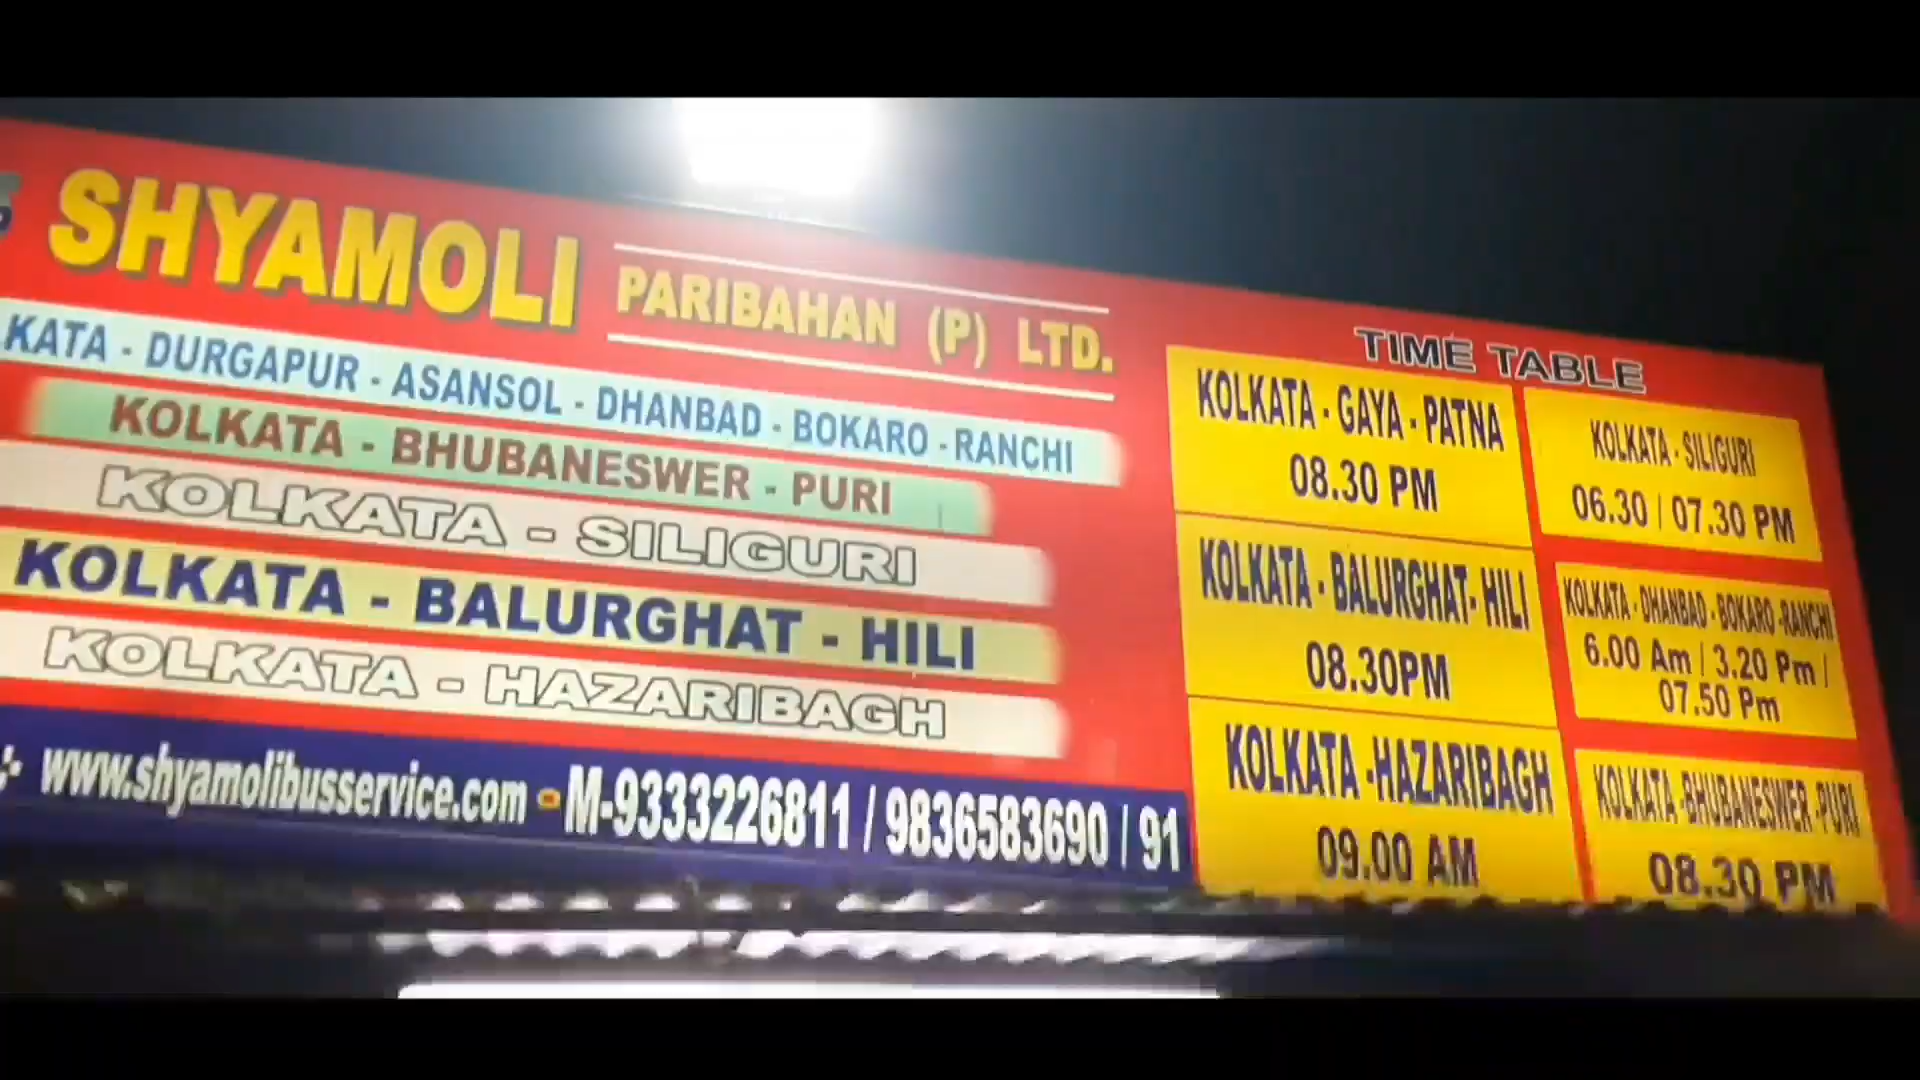 SHYAMOLI PARIBAHAN (P) LTD.
KATA - DURGAPUR - ASANSOL - DHANBAD - BOKARO - RANCHI
KOLKATA - BHUBANESWER - PURI
KOLKATA - SILIGURI
KOLKATA - BALURGHAT - HILI
KOLKATA - HAZARIBAGH
www.shyamolibusservice.com - M-9333226811 / 9836583690 / 91
TIME TABLE
KOLKATA - GAYA - PATNA
08.30 PM
KOLKATA - SILIGURI
06.30 / 07.30 PM
KOLKATA - BALURGHAT- HILI
08.30PM
KOLKATA - DHANBAD - BOKARO -RANCHI
6.00 Am / 3.20 Pm /
07.50 Pm
KOLKATA -HAZARIBAGH
09.00 AM
KOLKATA -BHUBANESWER -PURI
08.30 PM